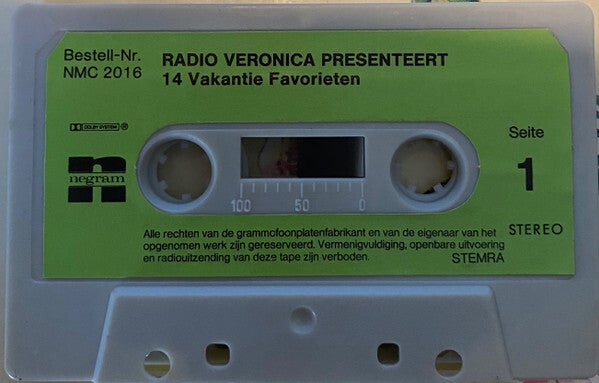 Bestell-Nr.
NMC 2016
RADIO VERONICA PRESENTEERT
14 Vakantie Favorieten
DOLBY SYSTEM ®
negram
Seite
1
100 50 0
STEREO
Alle rechten van de grammofoonplatenfabrikant en van de eigenaar van het
opgenomen werk zijn gereserveerd. Vermenigvuldiging, openbare uitvoering
en radiouitzending van deze tape zijn verboden.
STEMRA